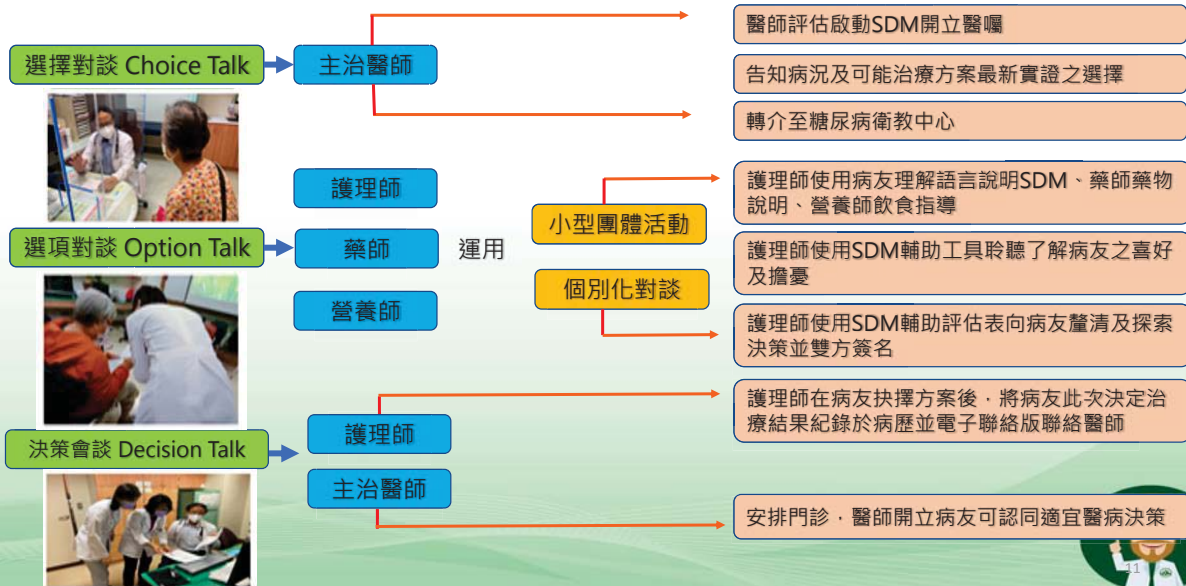 醫師評估啟動SDM開立醫囑
選擇對談 Choice Talk
主治醫師
告知病況及可能治療方案最新實證之選擇
轉介至糖尿病衛教中心
護理師
小型團體活動
護理師使用病友理解語言說明SDM、藥師藥物
說明、營養師飲食指導
選項對談 Option Talk
藥師
運用
護理師使用SDM輔助工具聆聽了解病友之喜好
及擔憂
個別化對談
營養師
護理師使用SDM輔助評估表向病友釐清及探索
決策並雙方簽名
護理師在病友抉擇方案後，將病友此次決定治
療結果紀錄於病歷並電子聯絡版聯絡醫師
決策會談 Decision Talk
護理師
主治醫師
安排門診，醫師開立病友可認同適宜醫病決策
11